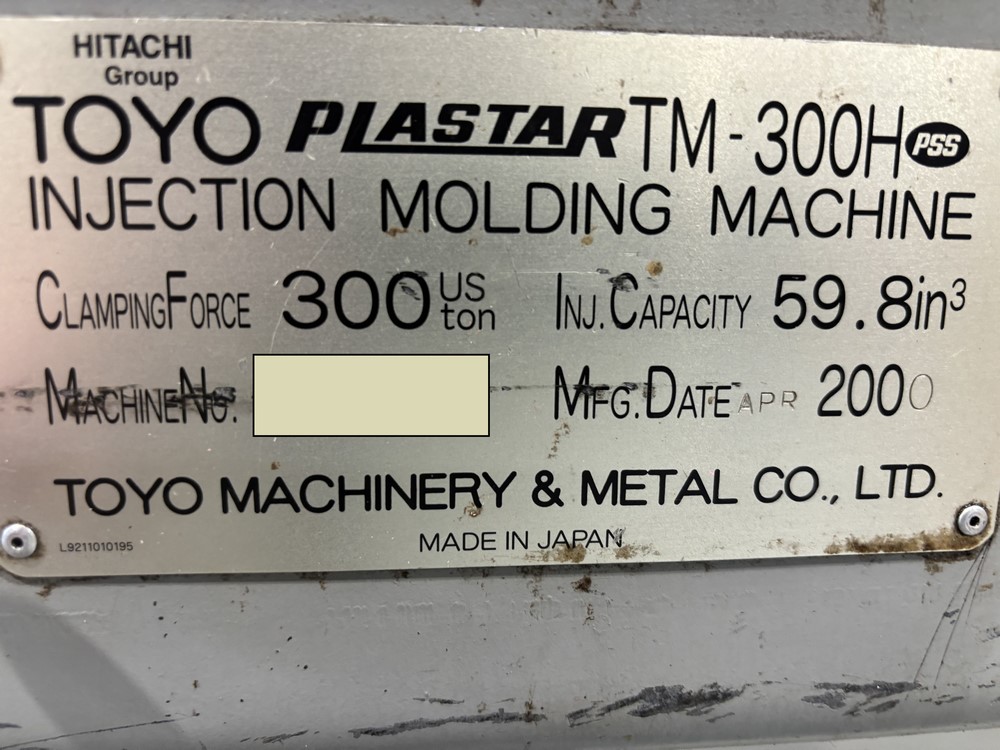 HITACHI
Group
TOYO PLASTAR TM-300H PSS
INJECTION MOLDING MACHINE
CLAMPING FORCE 300 US ton INJ. CAPACITY 59.8in³
MACHINE NO. MFG. DATE APR 2000
TOYO MACHINERY & METAL CO., LTD.
L9211010195 MADE IN JAPAN